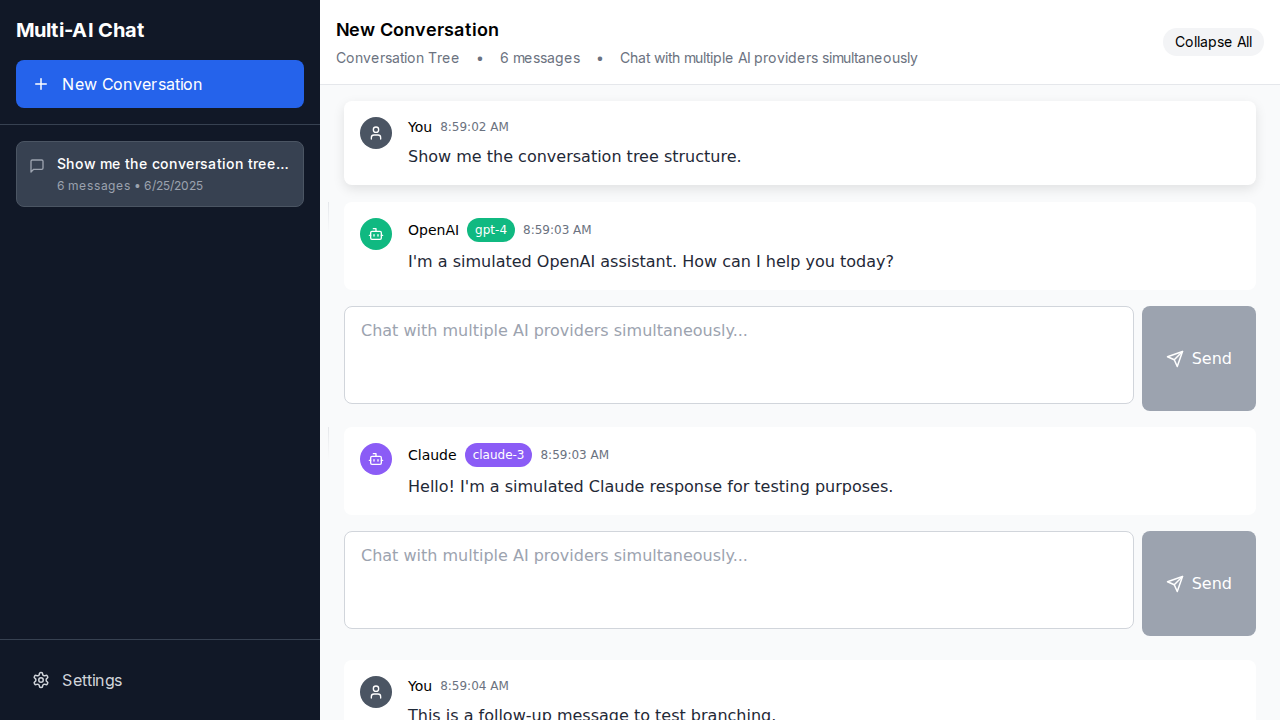 Multi-AI Chat
New Conversation
Show me the conversation tree...
6 messages • 6/25/2025
Settings
New Conversation
Conversation Tree • 6 messages • Chat with multiple AI providers simultaneously
Collapse All
You 8:59:02 AM
Show me the conversation tree structure.
OpenAI gpt-4 8:59:03 AM
I'm a simulated OpenAI assistant. How can I help you today?
Chat with multiple AI providers simultaneously...
Send
Claude claude-3 8:59:03 AM
Hello! I'm a simulated Claude response for testing purposes.
Chat with multiple AI providers simultaneously...
Send
You 8:59:04 AM
This is a follow-up message to test branching.